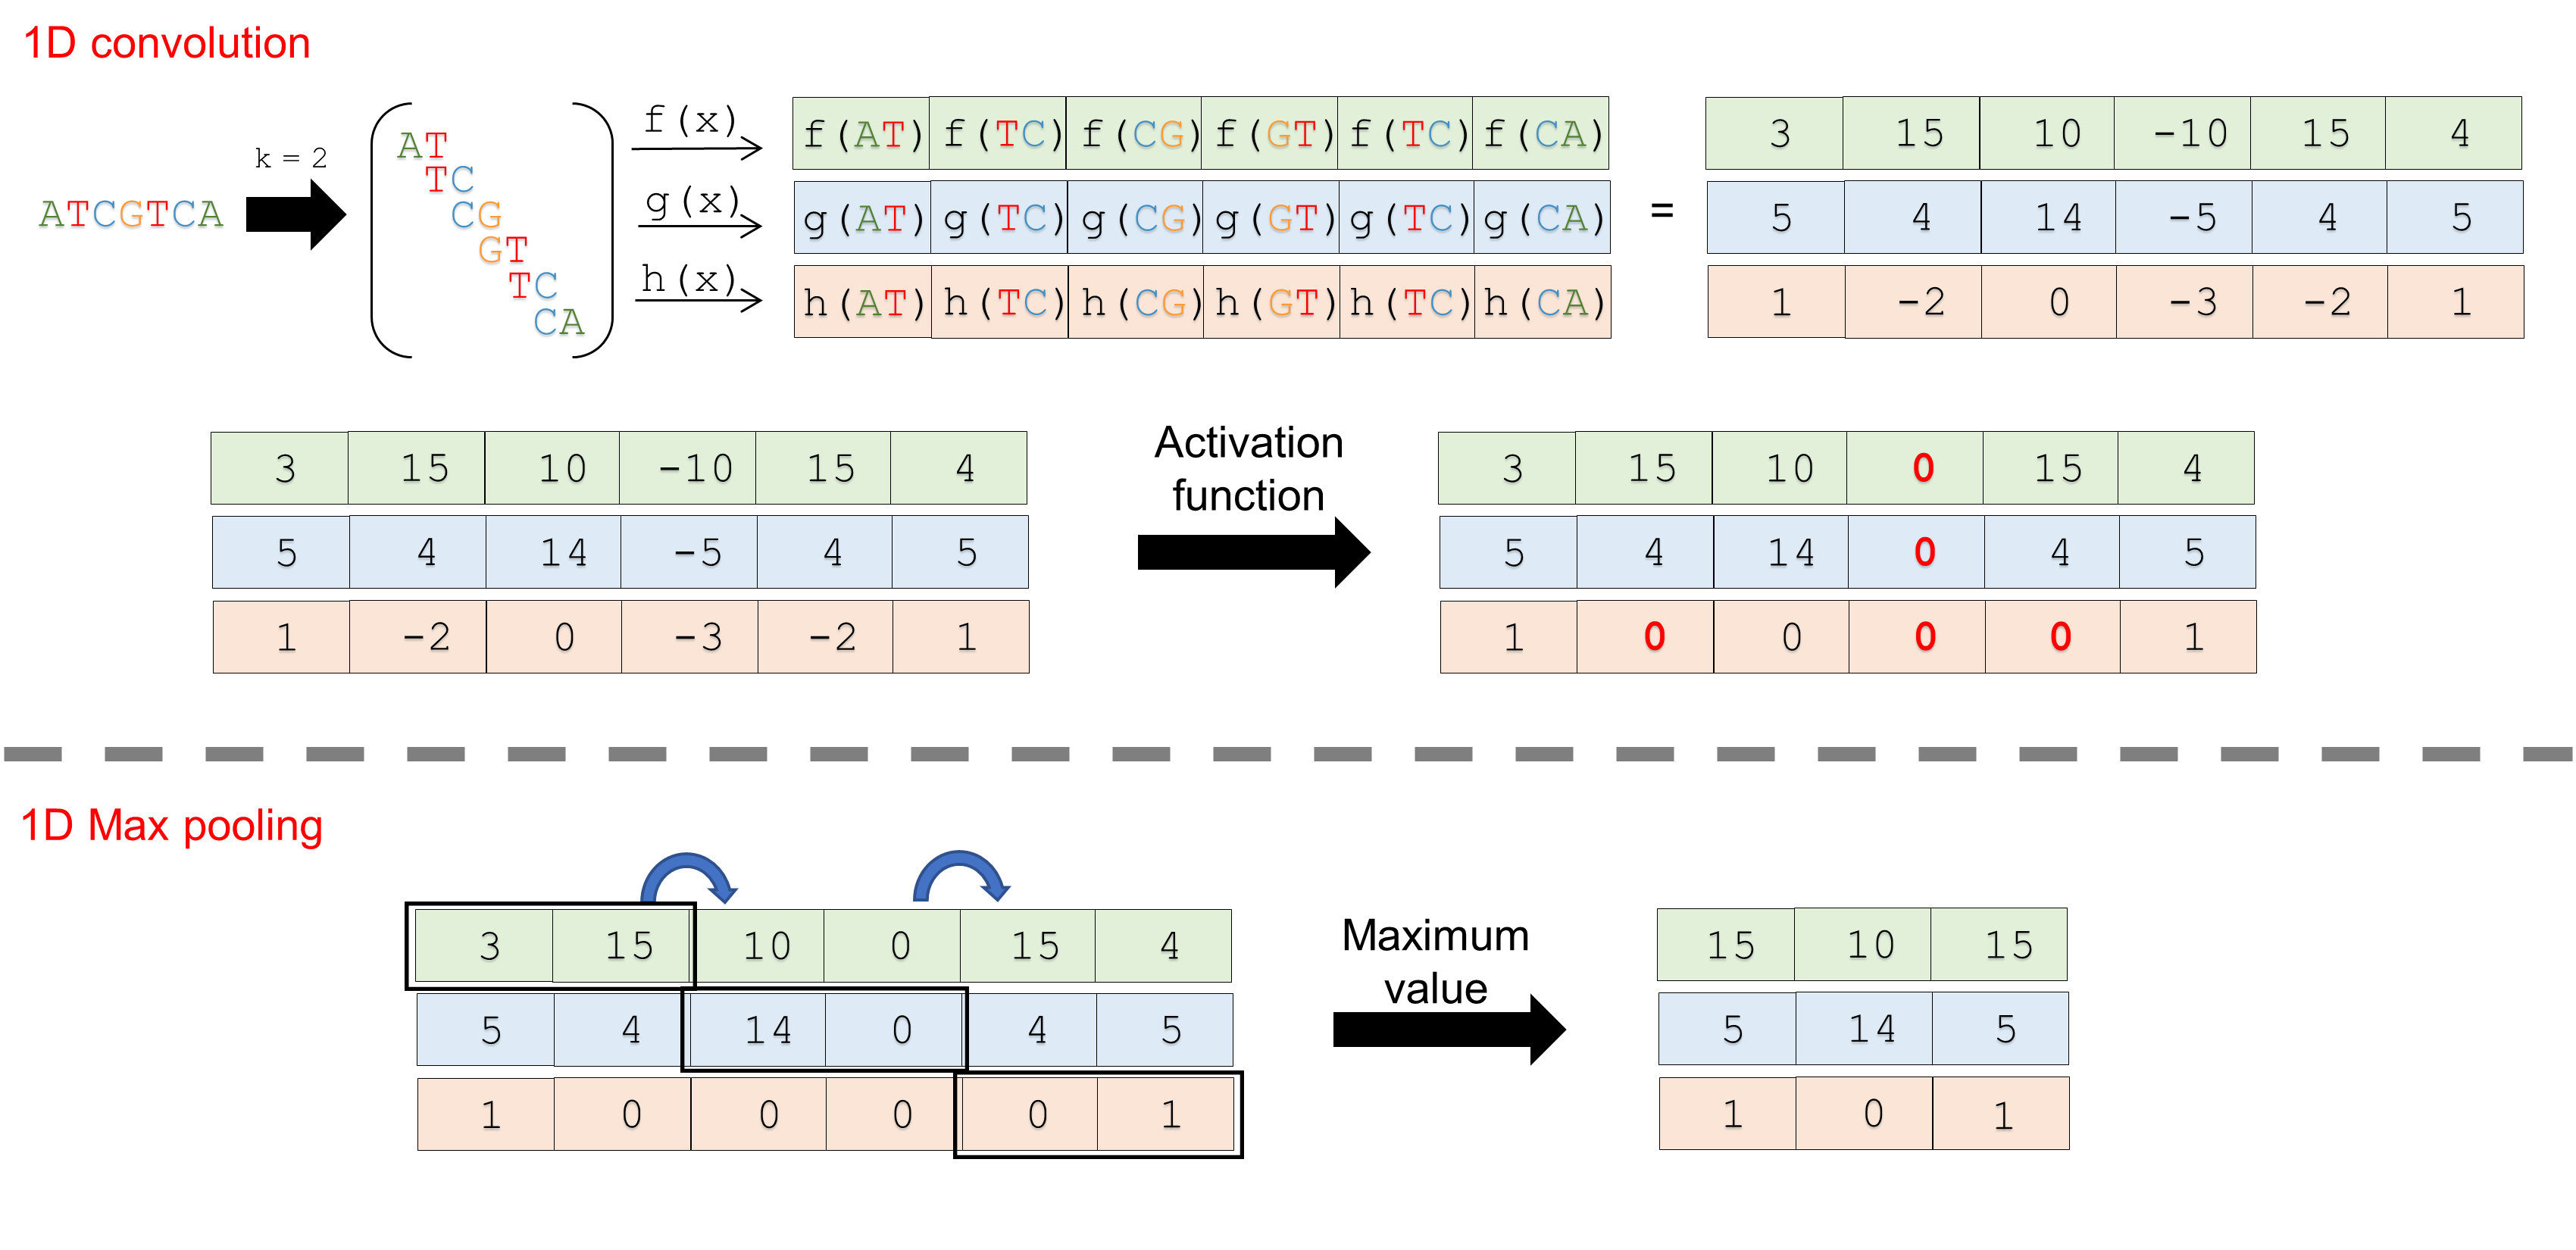 1D convolution
ATCGTCA
k = 2
AT
TC
CG
GT
TC
CA
f(x)
g(x)
h(x)
f(AT) f(TC) f(CG) f(GT) f(TC) f(CA)
g(AT) g(TC) g(CG) g(GT) g(TC) g(CA)
h(AT) h(TC) h(CG) h(GT) h(TC) h(CA)
=
3 15 10 -10 15 4
5 4 14 -5 4 5
1 -2 0 -3 -2 1
3 15 10 -10 15 4
5 4 14 -5 4 5
1 -2 0 -3 -2 1
Activation
function
3 15 10 0 15 4
5 4 14 0 4 5
1 0 0 0 0 1
1D Max pooling
3 15 10 0 15 4
5 4 14 0 4 5
1 0 0 0 0 1
Maximum
value
15 10 15
5 14 5
1 0 1